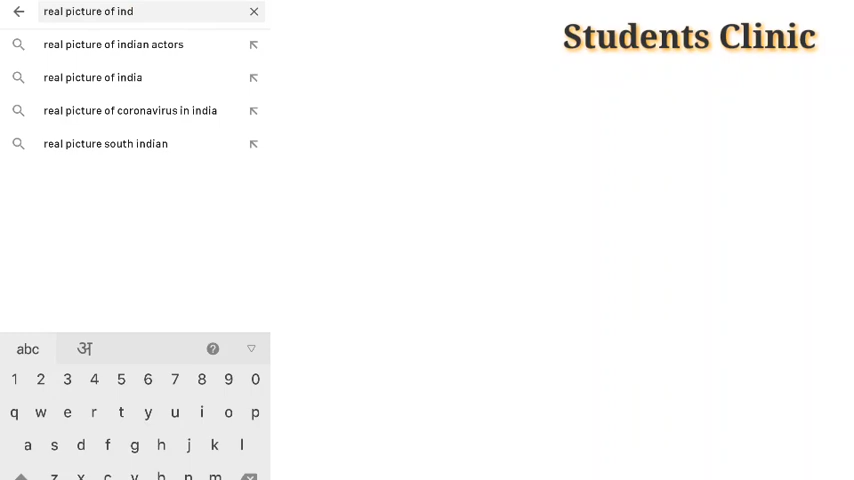 real picture of ind
Students Clinic
real picture of indian actors
real picture of india
real picture of coronavirus in india
real picture south indian
abc अ ?
1 2 3 4 5 6 7 8 9 0
q w e r t y u i o p
a s d f g h j k l
z x c v b n m